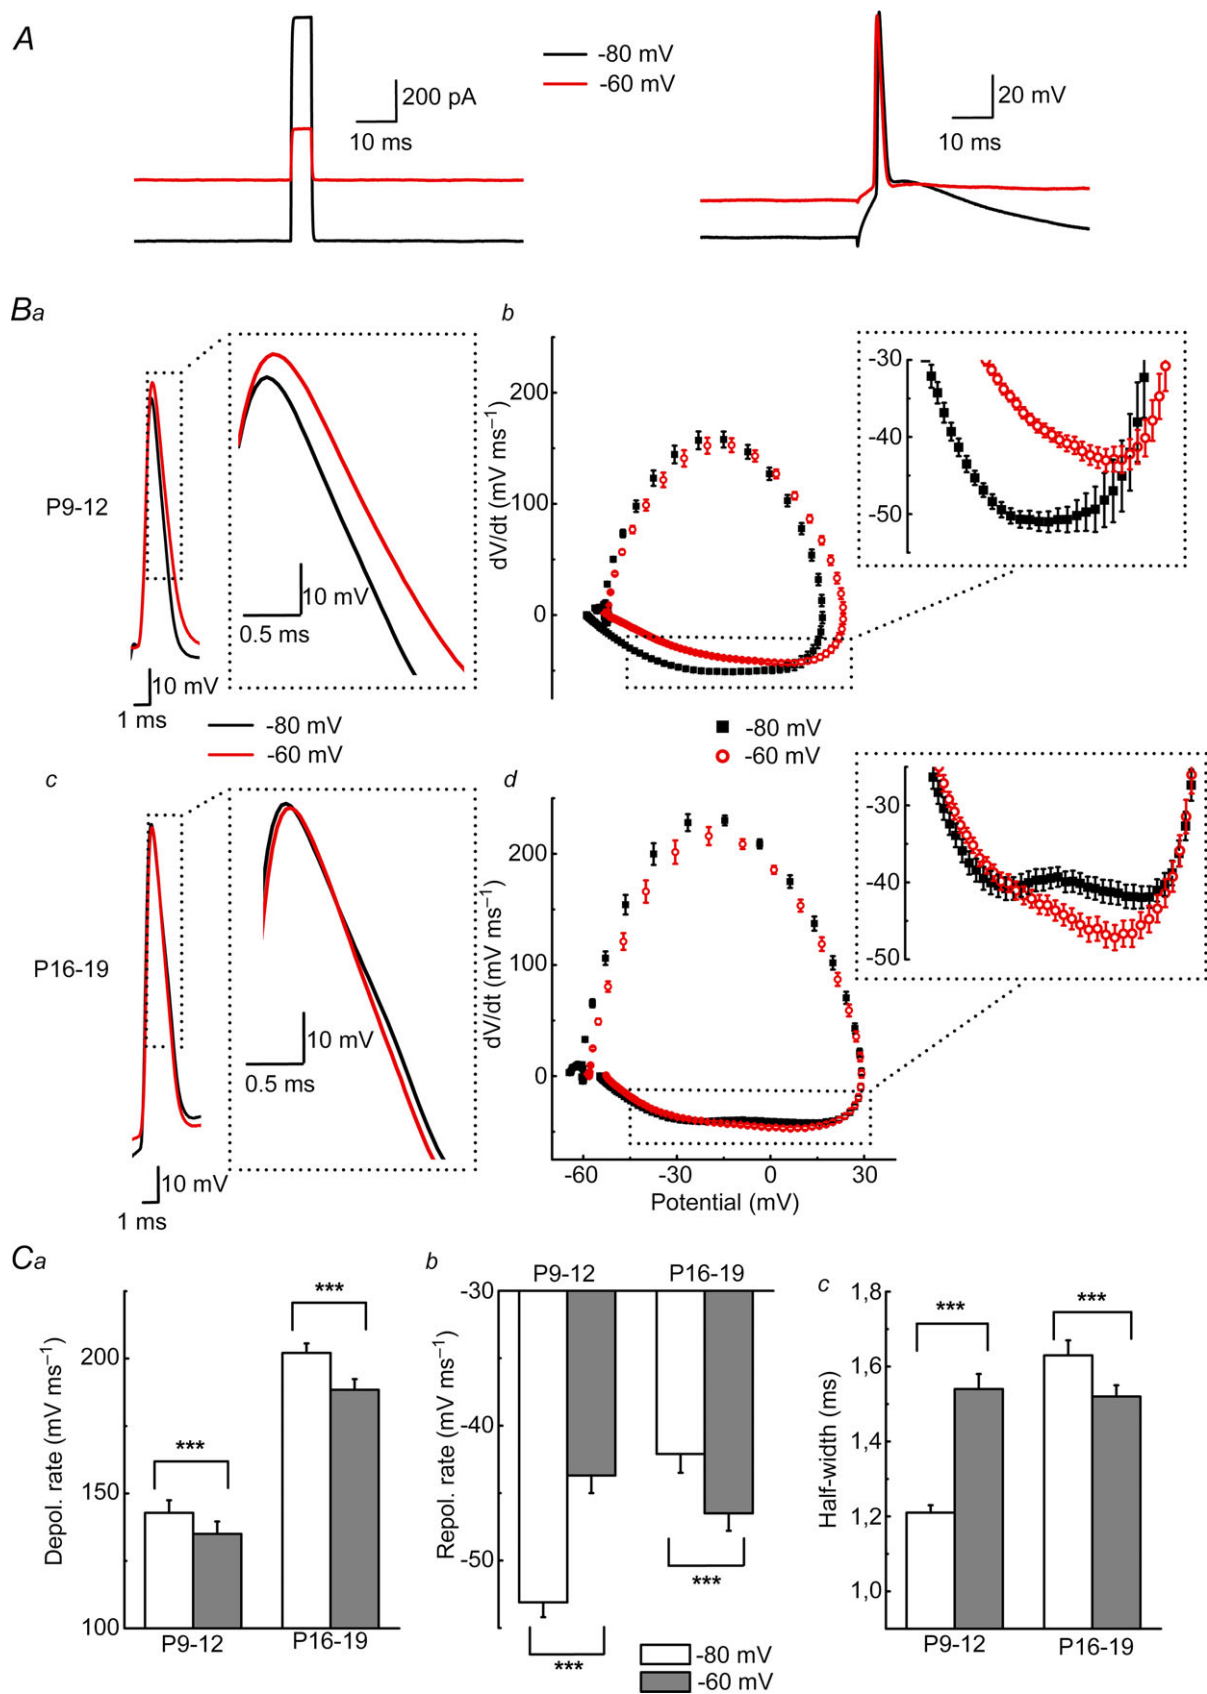 A
-80 mV
-60 mV
200 pA
10 ms
20 mV
10 ms
Ba
b
P9-12
10 mV
0.5 ms
10 mV
1 ms
dV/dt (mV ms⁻¹)
200
100
0
-30
-40
-50
-80 mV
-60 mV
-80 mV
-60 mV
c
d
P16-19
10 mV
0.5 ms
10 mV
1 ms
dV/dt (mV ms⁻¹)
200
100
0
-60
-30
0
30
Potential (mV)
-30
-40
-50
Ca
Depol. rate (mV ms⁻¹)
200
150
100
***
***
P9-12
P16-19
b
P9-12
P16-19
Repol. rate (mV ms⁻¹)
-30
-40
-50
***
***
-80 mV
-60 mV
c
Half-width (ms)
1,8
1,6
1,4
1,2
1,0
***
***
P9-12
P16-19